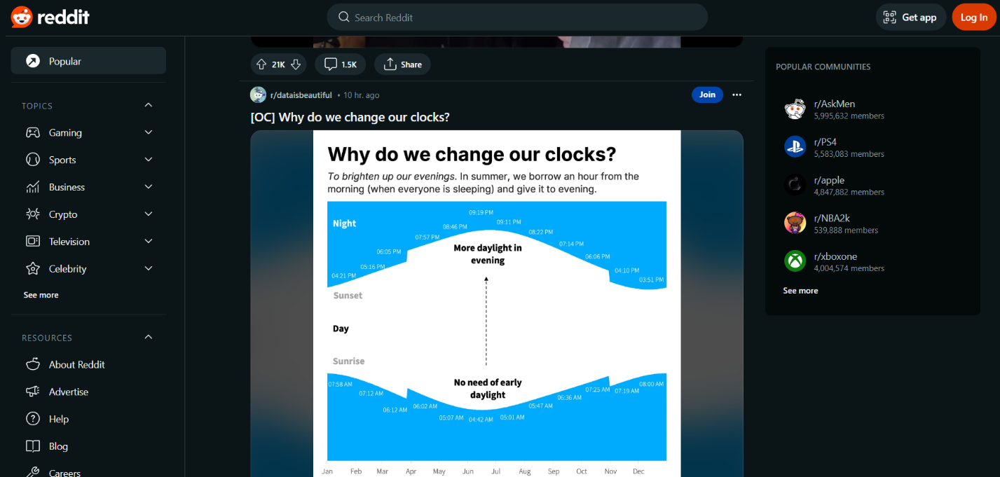 reddit
Search Reddit
Get app
Log In
Popular
TOPICS
Gaming
Sports
Business
Crypto
Television
Celebrity
See more
RESOURCES
About Reddit
Advertise
Help
Blog
Careers
21K
1.5K
Share
r/dataisbeautiful • 10 hr. ago
Join
[OC] Why do we change our clocks?
Why do we change our clocks?
To brighten up our evenings. In summer, we borrow an hour from the
morning (when everyone is sleeping) and give it to evening.
Night
04:21 PM
05:16 PM
06:05 PM
07:57 PM
08:46 PM
09:19 PM
09:11 PM
08:22 PM
07:14 PM
06:06 PM
04:10 PM
03:51 PM
More daylight in
evening
Sunset
Day
Sunrise
No need of early
daylight
07:58 AM
07:12 AM
06:12 AM
06:02 AM
05:07 AM
04:42 AM
05:01 AM
05:47 AM
06:36 AM
07:25 AM
07:19 AM
08:00 AM
Jan Feb Mar Apr May Jun Jul Aug Sep Oct Nov Dec
POPULAR COMMUNITIES
r/AskMen
5,995,632 members
r/PS4
5,583,083 members
r/apple
4,847,882 members
r/NBA2k
539,888 members
r/xboxone
4,004,574 members
See more